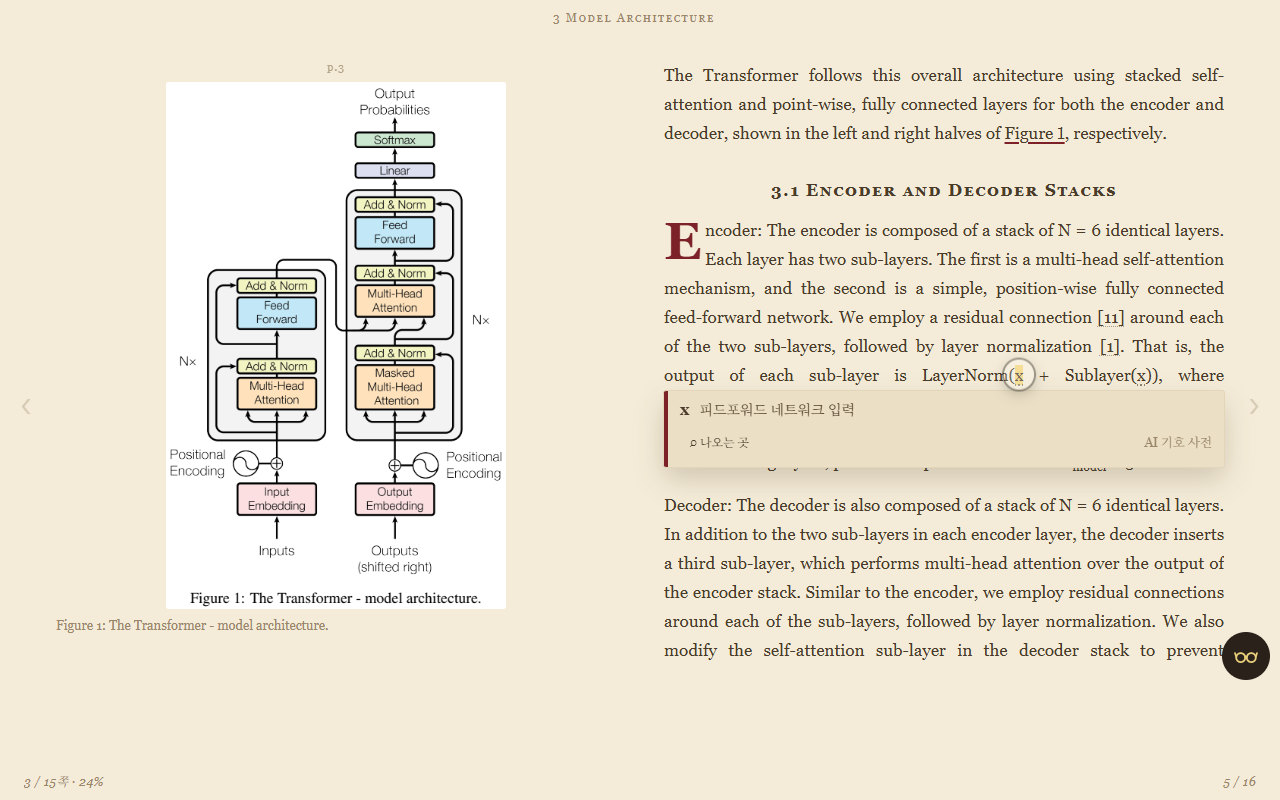 3 Model Architecture
p.3
Output
Probabilities
Softmax
Linear
Add & Norm
Feed
Forward
Add & Norm
Multi-Head
Attention
Add & Norm
Masked
Multi-Head
Attention
Nx
Add & Norm
Feed
Forward
Nx
Add & Norm
Multi-Head
Attention
Positional
Encoding
Positional
Encoding
Input
Embedding
Output
Embedding
Inputs
Outputs
(shifted right)
Figure 1: The Transformer - model architecture.
Figure 1: The Transformer - model architecture.
The Transformer follows this overall architecture using stacked self-
attention and point-wise, fully connected layers for both the encoder and
decoder, shown in the left and right halves of Figure 1, respectively.
3.1 Encoder and Decoder Stacks
Encoder: The encoder is composed of a stack of N = 6 identical layers.
Each layer has two sub-layers. The first is a multi-head self-attention
mechanism, and the second is a simple, position-wise fully connected
feed-forward network. We employ a residual connection [11] around each
of the two sub-layers, followed by layer normalization [1]. That is, the
output of each sub-layer is LayerNorm(x + Sublayer(x)), where
x 피드포워드 네트워크 입력
⌕ 나오는 곳 AI 기호 사전
model
Decoder: The decoder is also composed of a stack of N = 6 identical layers.
In addition to the two sub-layers in each encoder layer, the decoder inserts
a third sub-layer, which performs multi-head attention over the output of
the encoder stack. Similar to the encoder, we employ residual connections
around each of the sub-layers, followed by layer normalization. We also
modify the self-attention sub-layer in the decoder stack to prevent
3 / 15쪽 · 24%
5 / 16